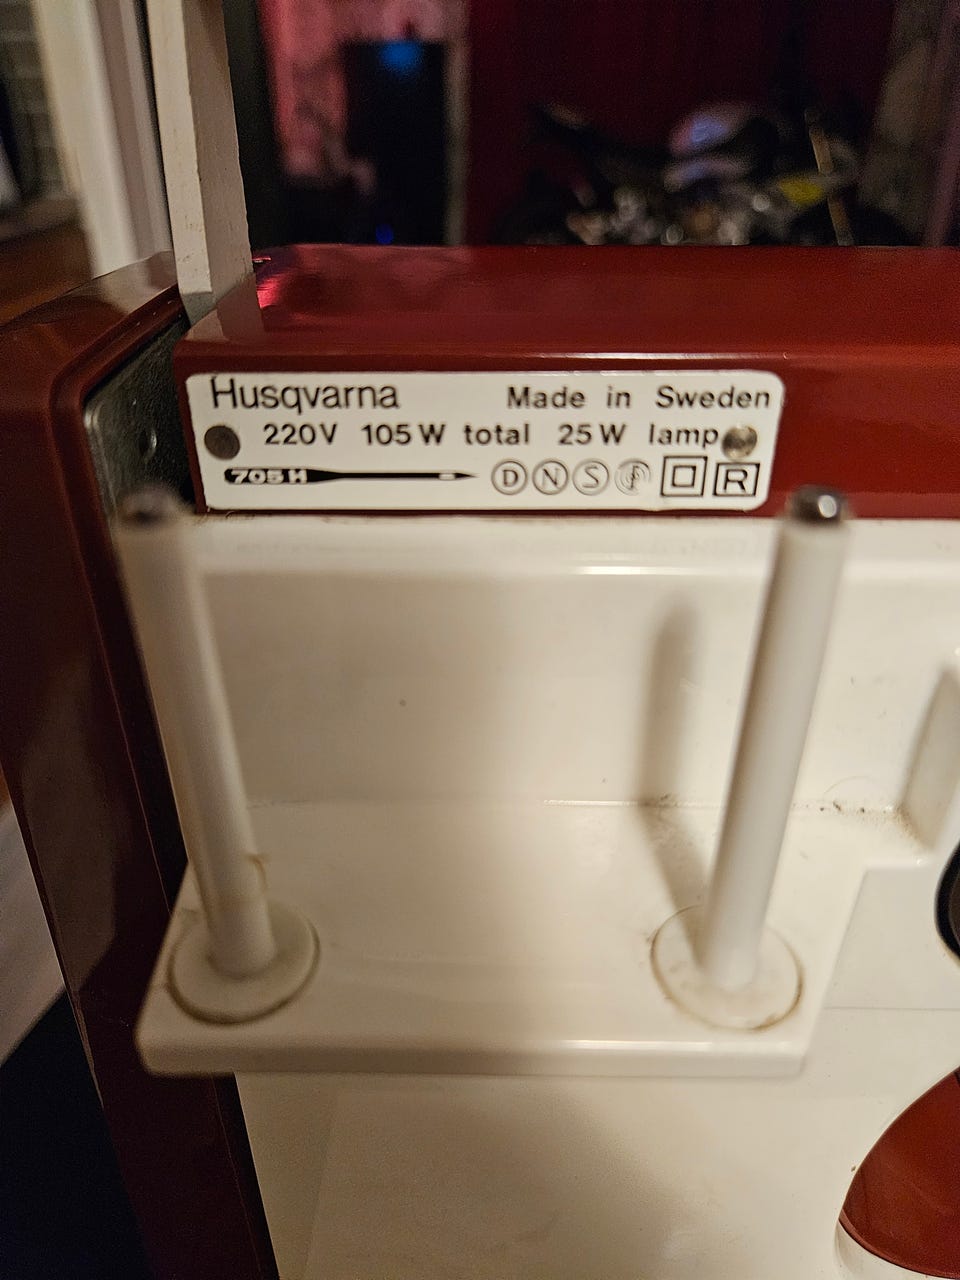 Husqvarna Made in Sweden
220V 105W total 25W lamp
705H D N S R